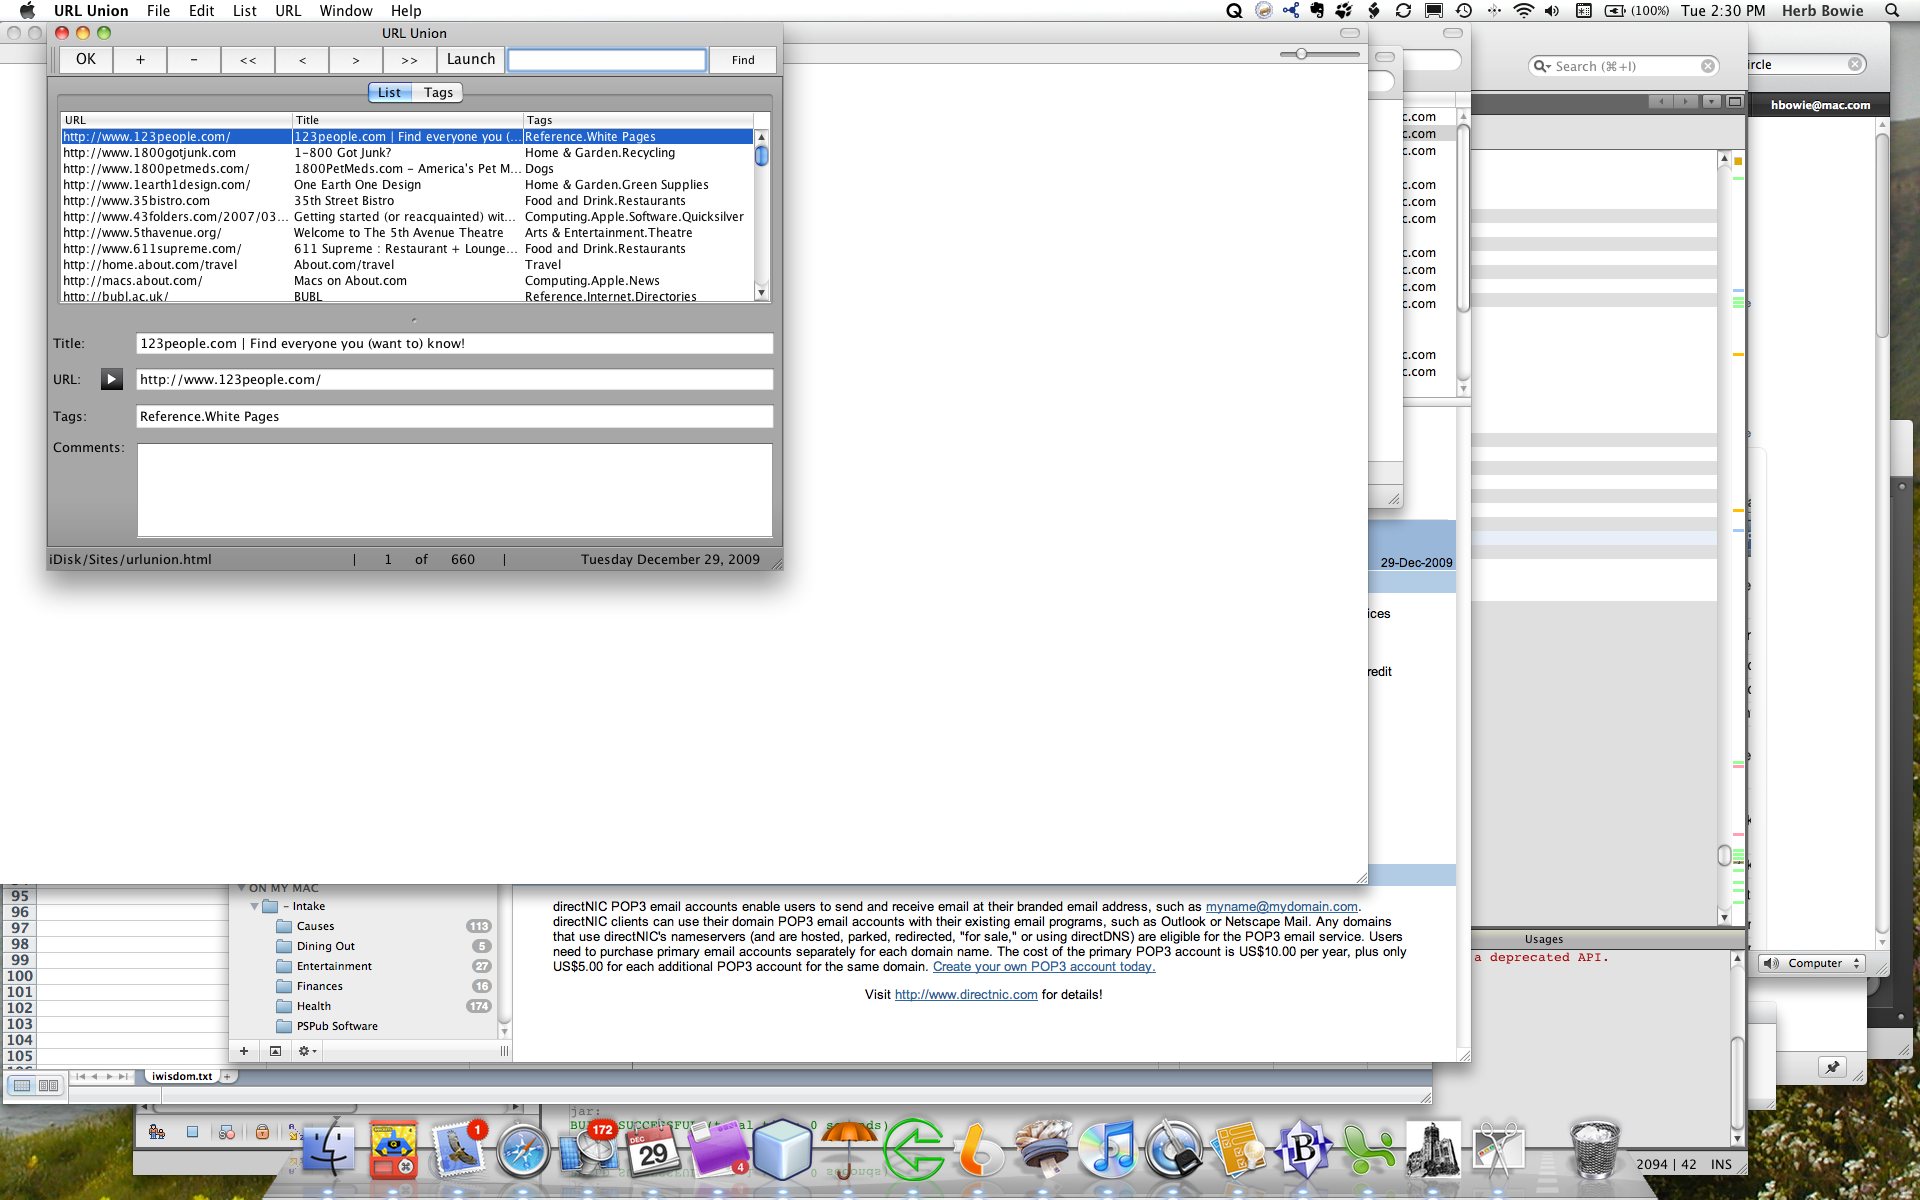 URL Union File Edit List URL Window Help
(100%) Tue 2:30 PM Herb Bowie
URL Union
OK + - << < > >> Launch Find
List Tags
URL Title Tags
http://www.123people.com/ 123people.com | Find everyone you (... Reference.White Pages
http://www.1800gotjunk.com 1-800 Got Junk? Home & Garden.Recycling
http://www.1800petmeds.com/ 1800PetMeds.com - America's Pet M... Dogs
http://www.1earth1design.com/ One Earth One Design Home & Garden.Green Supplies
http://www.35bistro.com 35th Street Bistro Food and Drink.Restaurants
http://www.43folders.com/2007/03... Getting started (or reacquainted) wit... Computing.Apple.Software.Quicksilver
http://www.5thavenue.org/ Welcome to The 5th Avenue Theatre Arts & Entertainment.Theatre
http://www.611supreme.com/ 611 Supreme : Restaurant + Lounge... Food and Drink.Restaurants
http://home.about.com/travel About.com/travel Travel
http://macs.about.com/ Macs on About.com Computing.Apple.News
http://bubl.ac.uk/ BUBL Reference.Internet.Directories
Title: 123people.com | Find everyone you (want to) know!
URL: http://www.123people.com/
Tags: Reference.White Pages
Comments:
iDisk/Sites/urlunion.html | 1 of 660 | Tuesday December 29, 2009
Search (⌘+I)
ircle
hbowie@mac.com
c.com
c.com
c.com
c.com
c.com
c.com
c.com
c.com
c.com
c.com
c.com
c.com
29-Dec-2009
ices
redit
95
96
97
98
99
100
101
102
103
104
105
ON MY MAC
- Intake
Causes 113
Dining Out 5
Entertainment 27
Finances 16
Health 174
PSPub Software
directNIC POP3 email accounts enable users to send and receive email at their branded email address, such as myname@mydomain.com.
directNIC clients can use their domain POP3 email accounts with their existing email programs, such as Outlook or Netscape Mail. Any domains
that use directNIC's nameservers (and are hosted, parked, redirected, "for sale," or using directDNS) are eligible for the POP3 email service. Users
need to purchase primary email accounts separately for each domain name. The cost of the primary POP3 account is US$10.00 per year, plus only
US$5.00 for each additional POP3 account for the same domain. Create your own POP3 account today.
Visit http://www.directnic.com for details!
Usages
a deprecated API.
Computer
iwisdom.txt
jar:
1
172
DEC
29
4
B
2094 | 42 INS